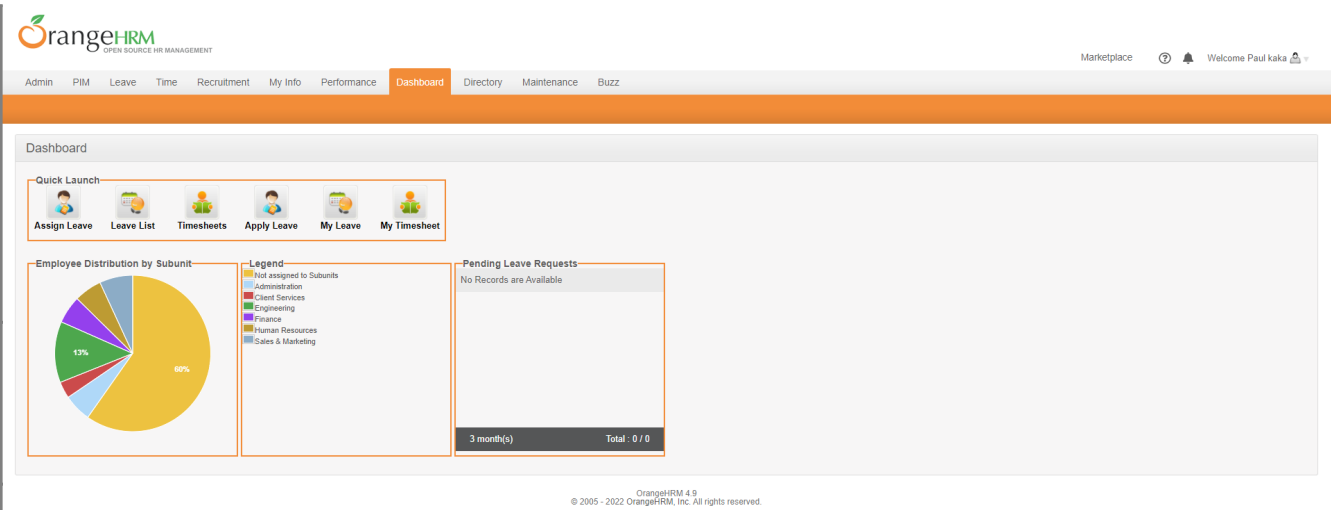 OrangeHRM
OPEN SOURCE HR MANAGEMENT
Marketplace Welcome Paul kaka
Admin PIM Leave Time Recruitment My Info Performance Dashboard Directory Maintenance Buzz
Dashboard
Quick Launch
Assign Leave Leave List Timesheets Apply Leave My Leave My Timesheet
Employee Distribution by Subunit
13%
60%
Legend
Not assigned to Subunits
Administration
Client Services
Engineering
Finance
Human Resources
Sales & Marketing
Pending Leave Requests
No Records are Available
3 month(s) Total : 0 / 0
OrangeHRM 4.9
© 2005 - 2022 OrangeHRM, Inc. All rights reserved.